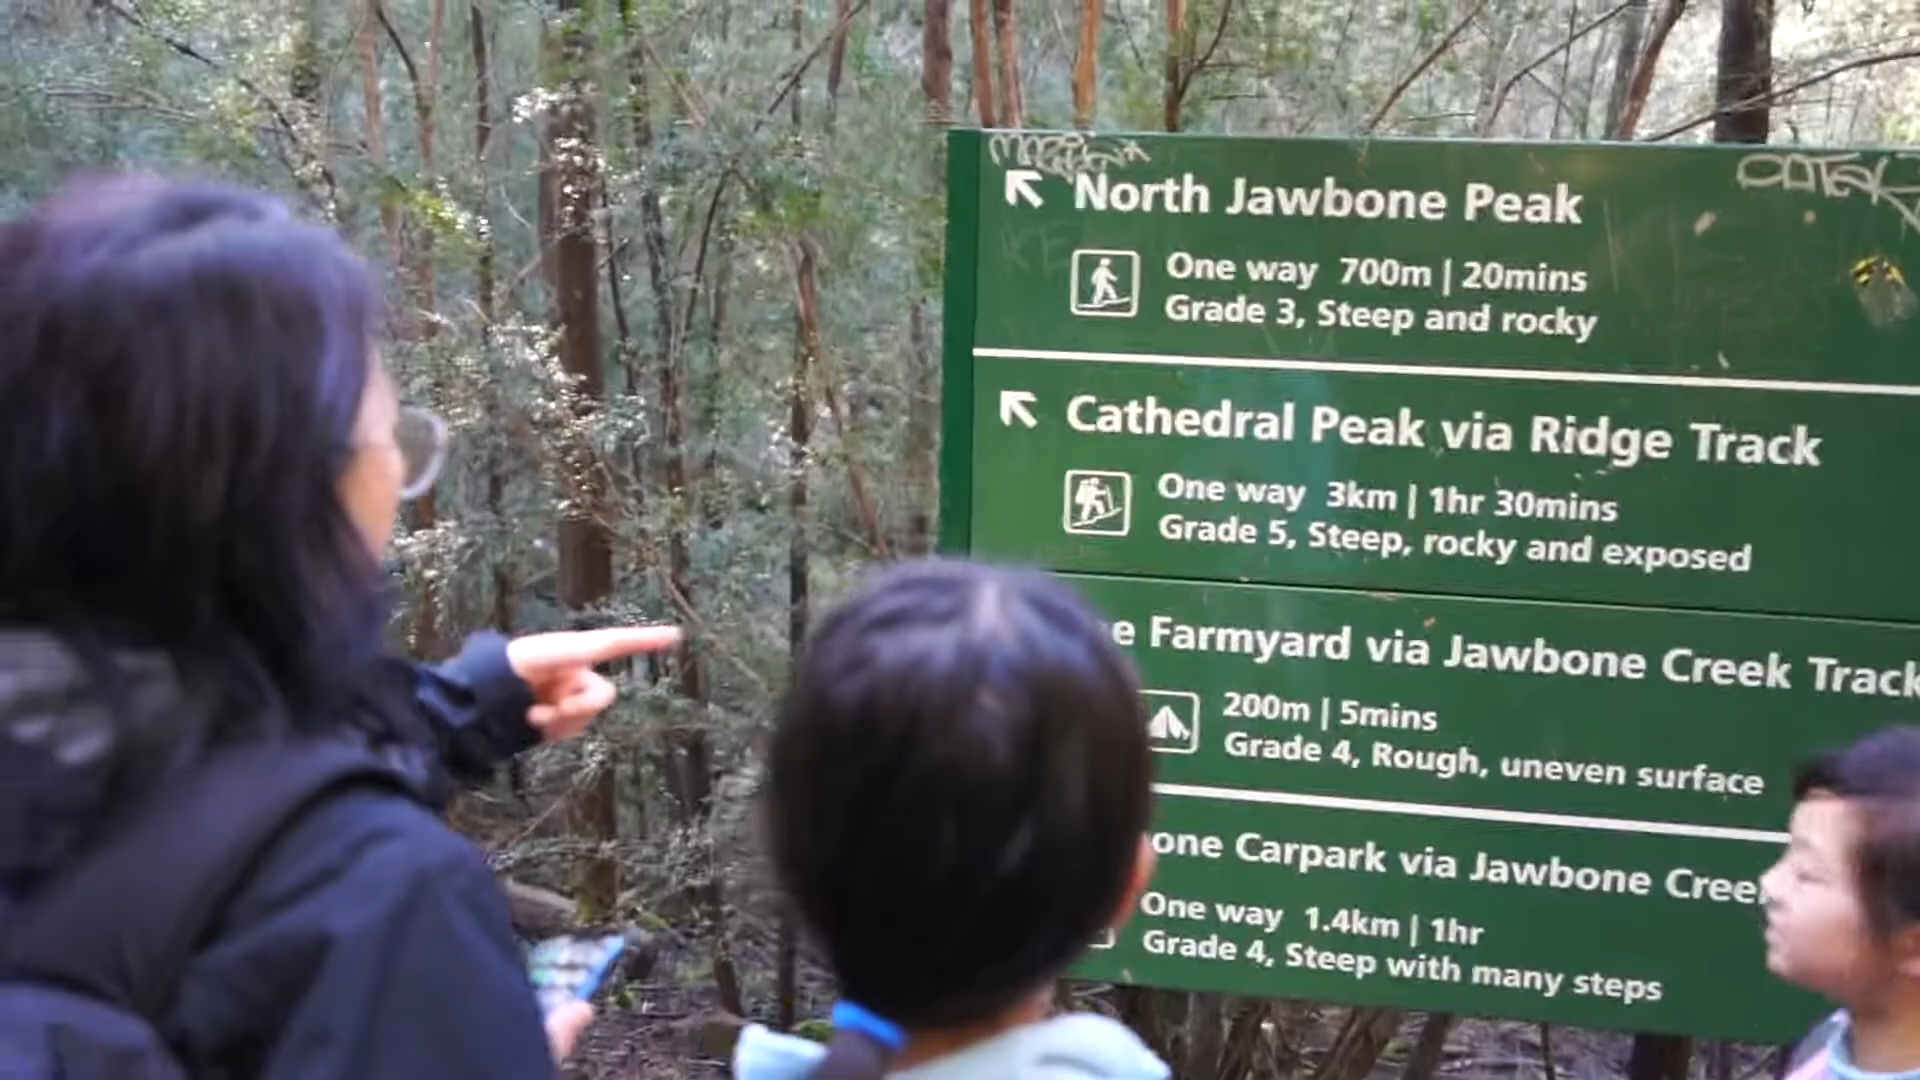 North Jawbone Peak
One way 700m | 20mins
Grade 3, Steep and rocky
Cathedral Peak via Ridge Track
One way 3km | 1hr 30mins
Grade 5, Steep, rocky and exposed
e Farmyard via Jawbone Creek Track
200m | 5mins
Grade 4, Rough, uneven surface
one Carpark via Jawbone Cree
One way 1.4km | 1hr
Grade 4, Steep with many steps